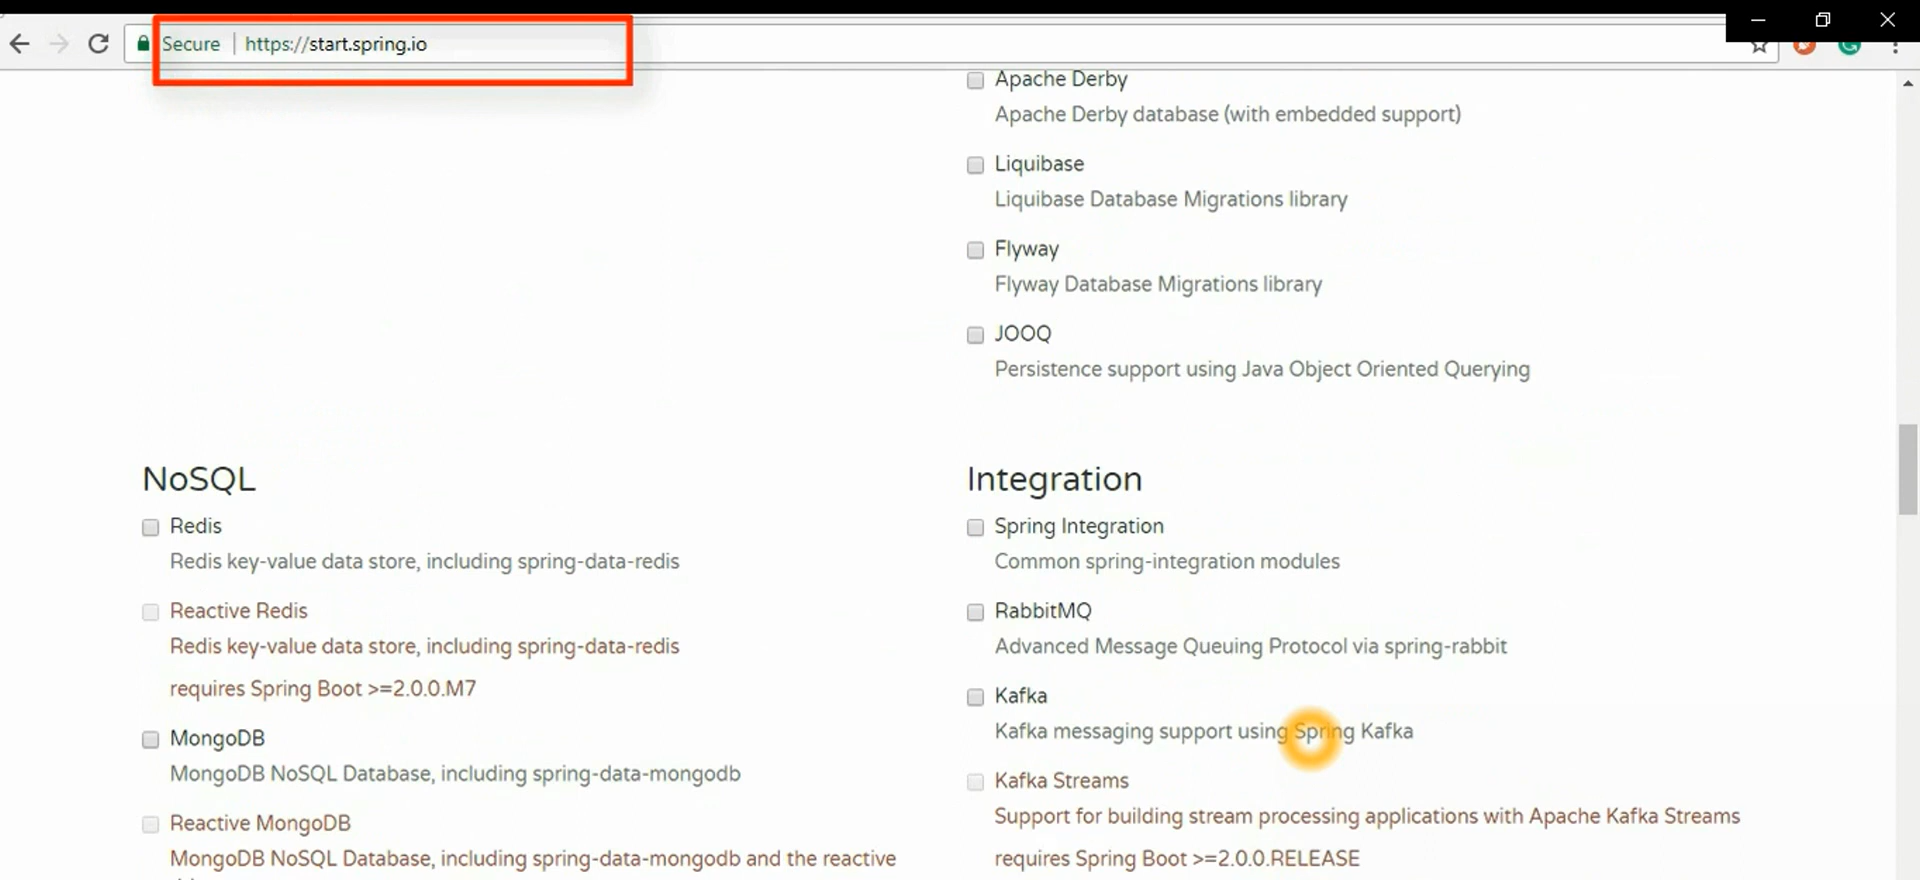 Secure | https://start.spring.io
Apache Derby
Apache Derby database (with embedded support)
Liquibase
Liquibase Database Migrations library
Flyway
Flyway Database Migrations library
JOOQ
Persistence support using Java Object Oriented Querying
NoSQL
Redis
Redis key-value data store, including spring-data-redis
Reactive Redis
Redis key-value data store, including spring-data-redis
requires Spring Boot >=2.0.0.M7
MongoDB
MongoDB NoSQL Database, including spring-data-mongodb
Reactive MongoDB
MongoDB NoSQL Database, including spring-data-mongodb and the reactive
Integration
Spring Integration
Common spring-integration modules
RabbitMQ
Advanced Message Queuing Protocol via spring-rabbit
Kafka
Kafka messaging support using Spring Kafka
Kafka Streams
Support for building stream processing applications with Apache Kafka Streams
requires Spring Boot >=2.0.0.RELEASE